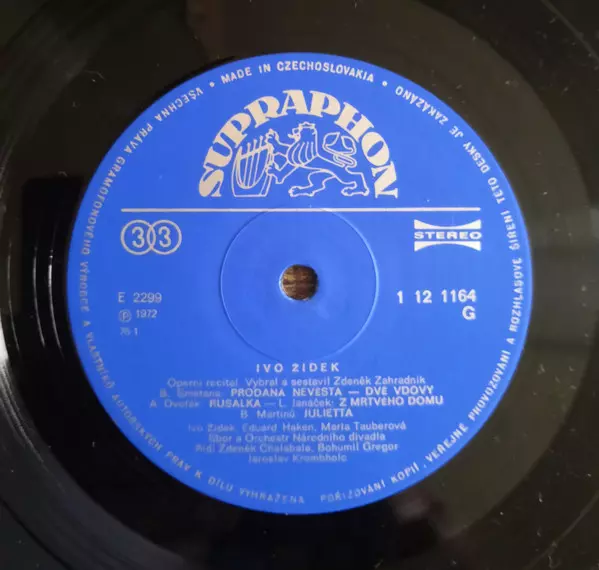 VŠECHNA PRÁVA GRAMOFONOVÉHO VÝROBCE A VLASTNÍKŮ AUTORSKÝCH PRÁV K DÍLU VYHRAŽENA
• MADE IN CZECHOSLOVAKIA •
POŘIZOVÁNÍ KOPIÍ, VEŘEJNÉ PROVOZOVÁNÍ A ROZHLASOVÉ ŠÍŘENÍ TÉTO DESKY JE ZAKÁZÁNO
SUPRAPHON
33
STEREO
E 2299
1 12 1164
Ⓟ 1972
G
76-1
IVO ŽÍDEK
Operní recitál. Vybral a sestavil Zdeněk Zahradník
B. Smetana: PRODANÁ NEVĚSTA — DVĚ VDOVY
A. Dvořák: RUSALKA — L. Janáček: Z MRTVÉHO DOMU
B. Martinů: JULIETTA
Ivo Žídek, Eduard Haken, Maria Tauberová
Sbor a Orchestr Národního divadla
Řídí Zdeněk Chalabala, Bohumil Gregor
Jaroslav Krombholc